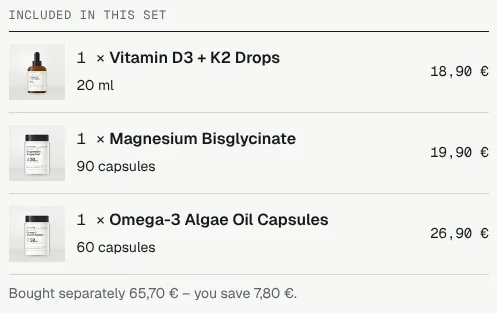 INCLUDED IN THIS SET
1 × Vitamin D3 + K2 Drops
20 ml
18,90 €
1 × Magnesium Bisglycinate
90 capsules
19,90 €
1 × Omega-3 Algae Oil Capsules
60 capsules
26,90 €
Bought separately 65,70 € – you save 7,80 €.